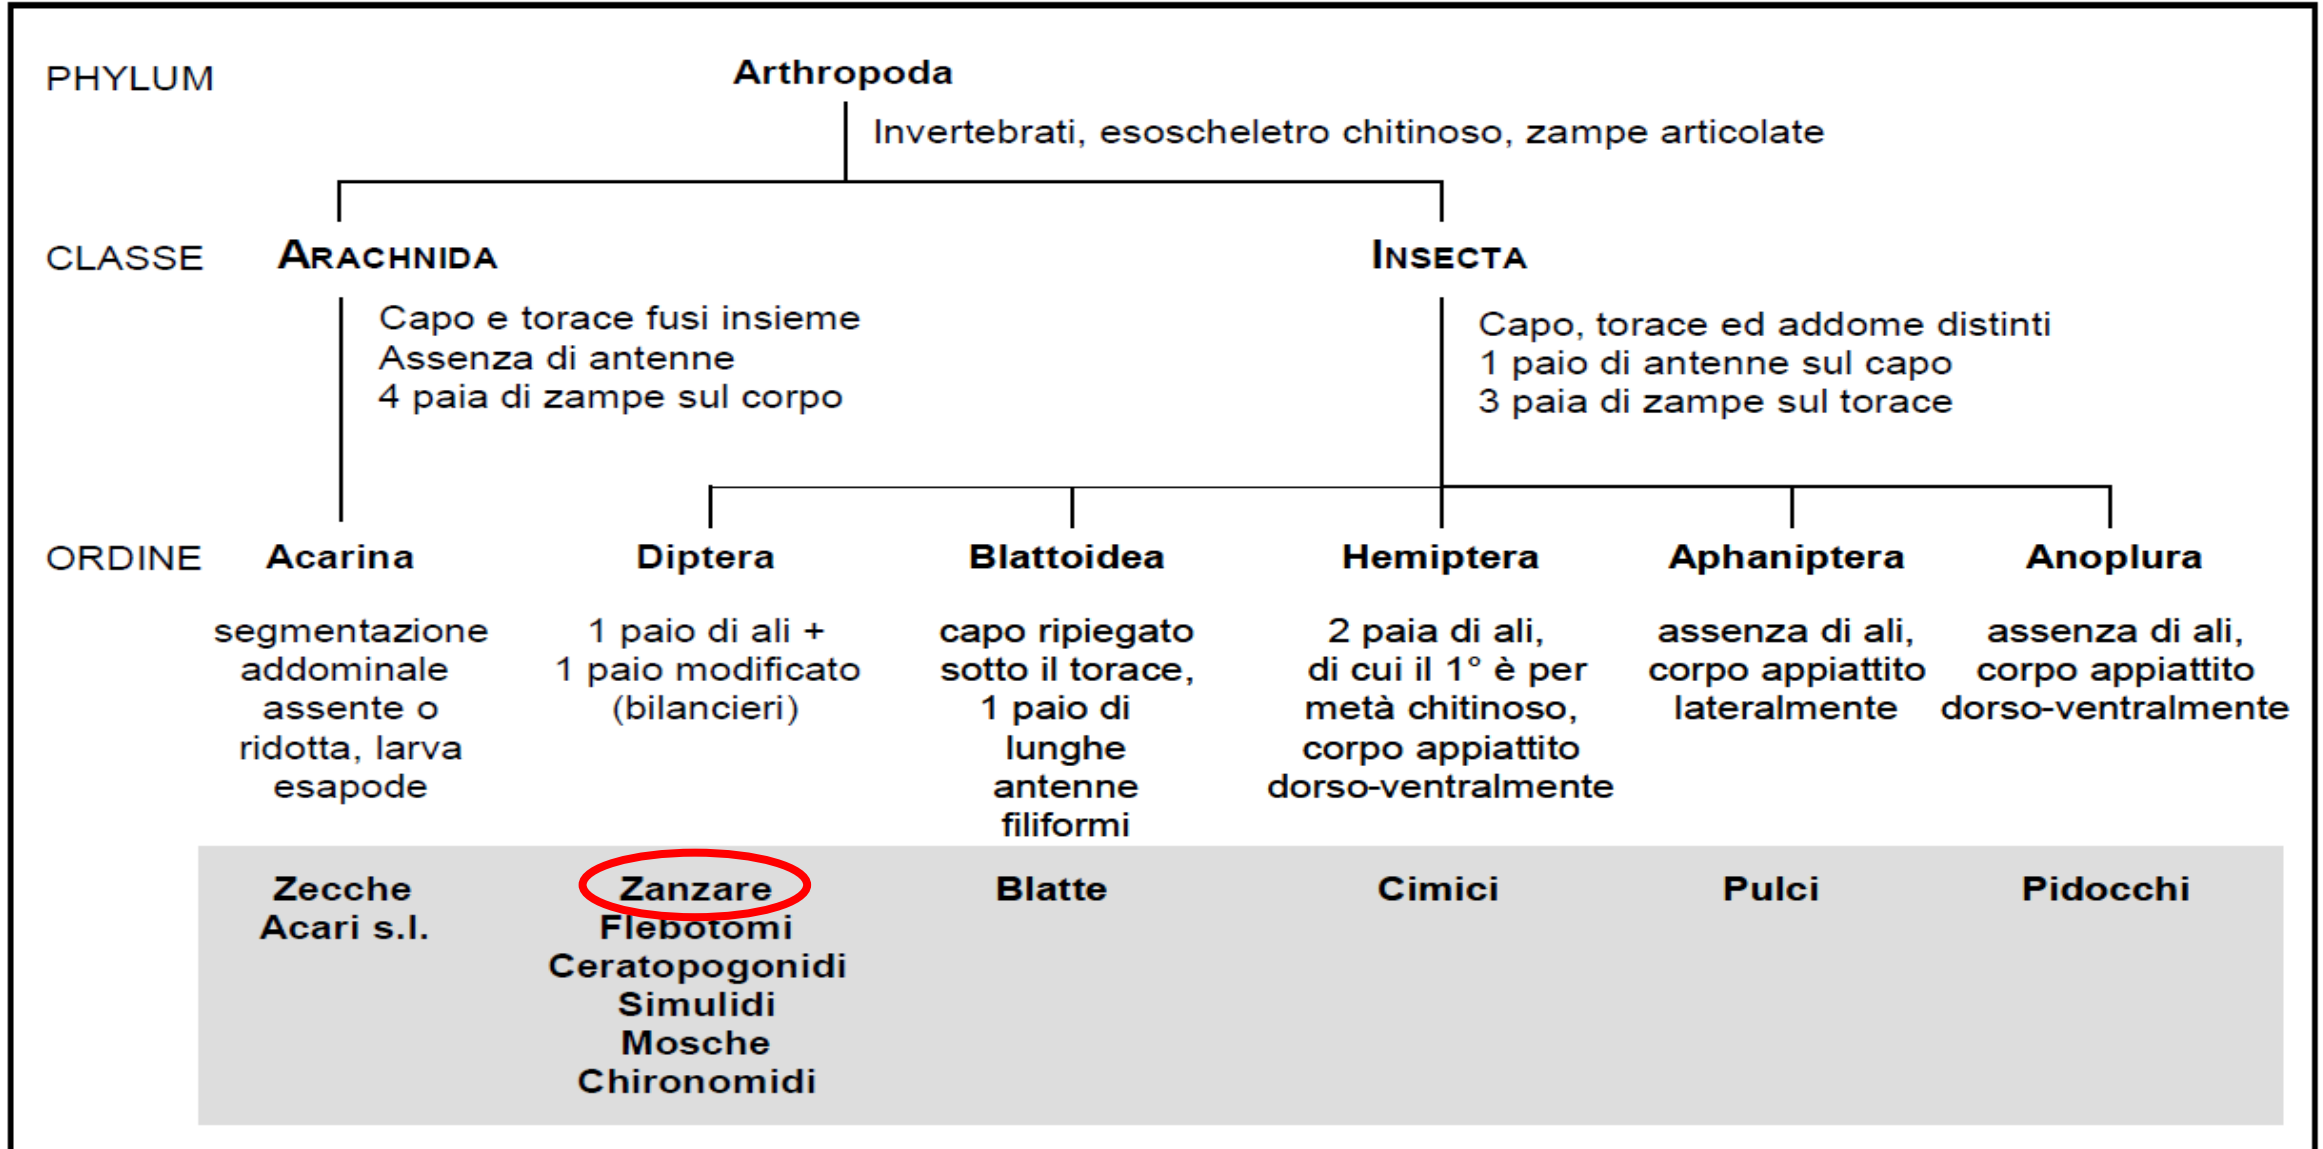 PHYLUM
Arthropoda
Invertebrati, esoscheletro chitinoso, zampe articolate
CLASSE
ARACHNIDA
INSECTA
Capo e torace fusi insieme
Assenza di antenne
4 paia di zampe sul corpo
Capo, torace ed addome distinti
1 paio di antenne sul capo
3 paia di zampe sul torace
ORDINE
Acarina
Diptera
Blattoidea
Hemiptera
Aphaniptera
Anoplura
segmentazione
addominale
assente o
ridotta, larva
esapode
1 paio di ali +
1 paio modificato
(bilancieri)
capo ripiegato
sotto il torace,
1 paio di
lunghe
antenne
filiformi
2 paia di ali,
di cui il 1° è per
metà chitinoso,
corpo appiattito
dorso-ventralmente
assenza di ali,
corpo appiattito
lateralmente
assenza di ali,
corpo appiattito
dorso-ventralmente
Zecche
Acari s.l.
Zanzare
Flebotomi
Ceratopogonidi
Simulidi
Mosche
Chironomidi
Blatte
Cimici
Pulci
Pidocchi